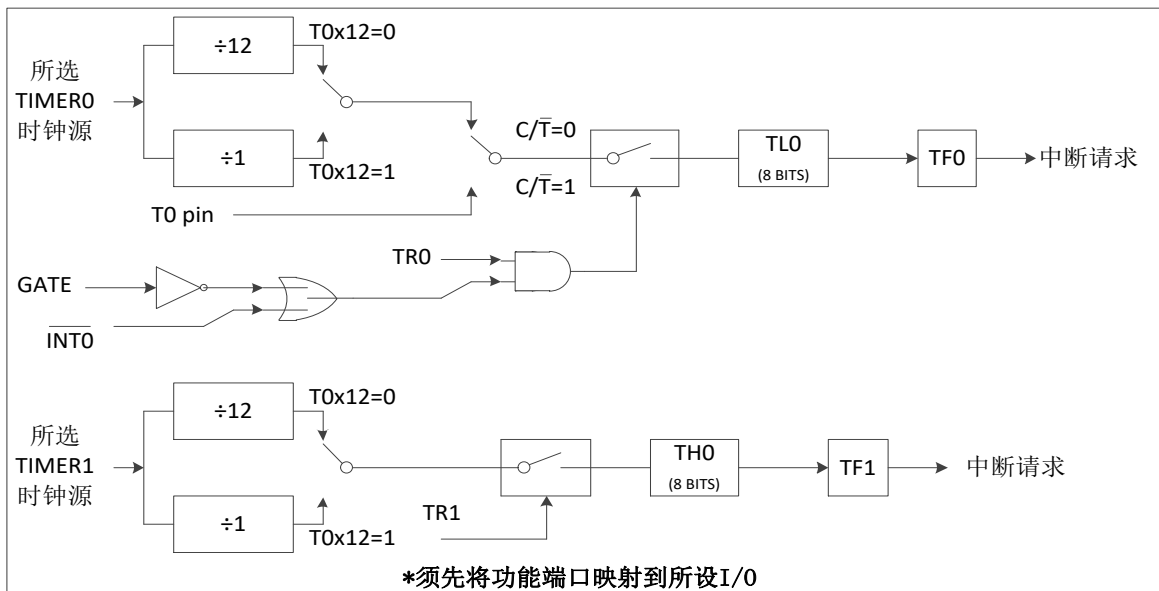 ÷12
T0x12=0
所选
TIMER0
时钟源
÷1
T0x12=1
C/T̅=0
C/T̅=1
T0 pin
TL0
(8 BITS)
TF0
中断请求
TR0
GATE
I̅N̅T̅0̅
÷12
T0x12=0
所选
TIMER1
时钟源
÷1
T0x12=1
TR1
TH0
(8 BITS)
TF1
中断请求
*须先将功能端口映射到所设I/O